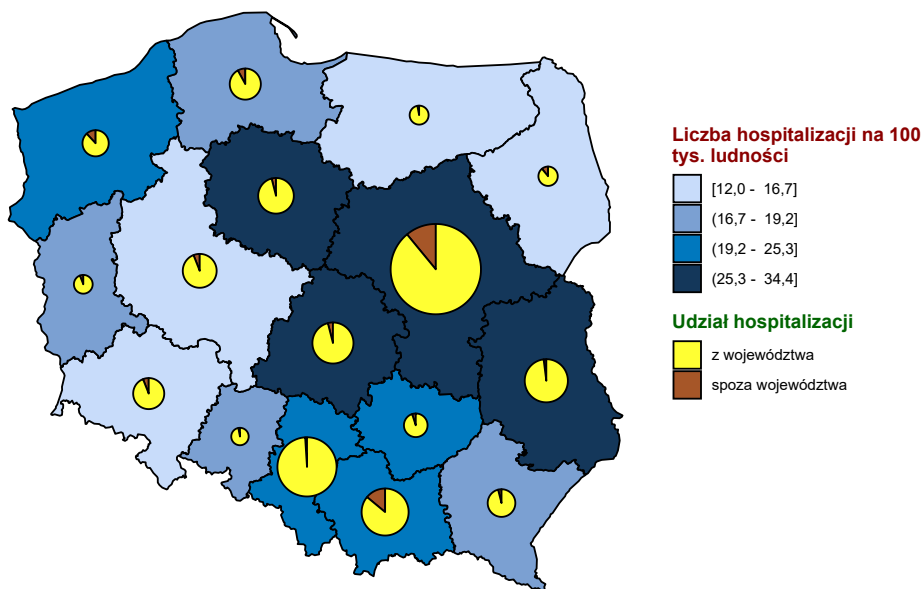 Liczba hospitalizacji na 100
tys. ludności
[12,0 - 16,7]
(16,7 - 19,2]
(19,2 - 25,3]
(25,3 - 34,4]
Udział hospitalizacji
z województwa
spoza województwa